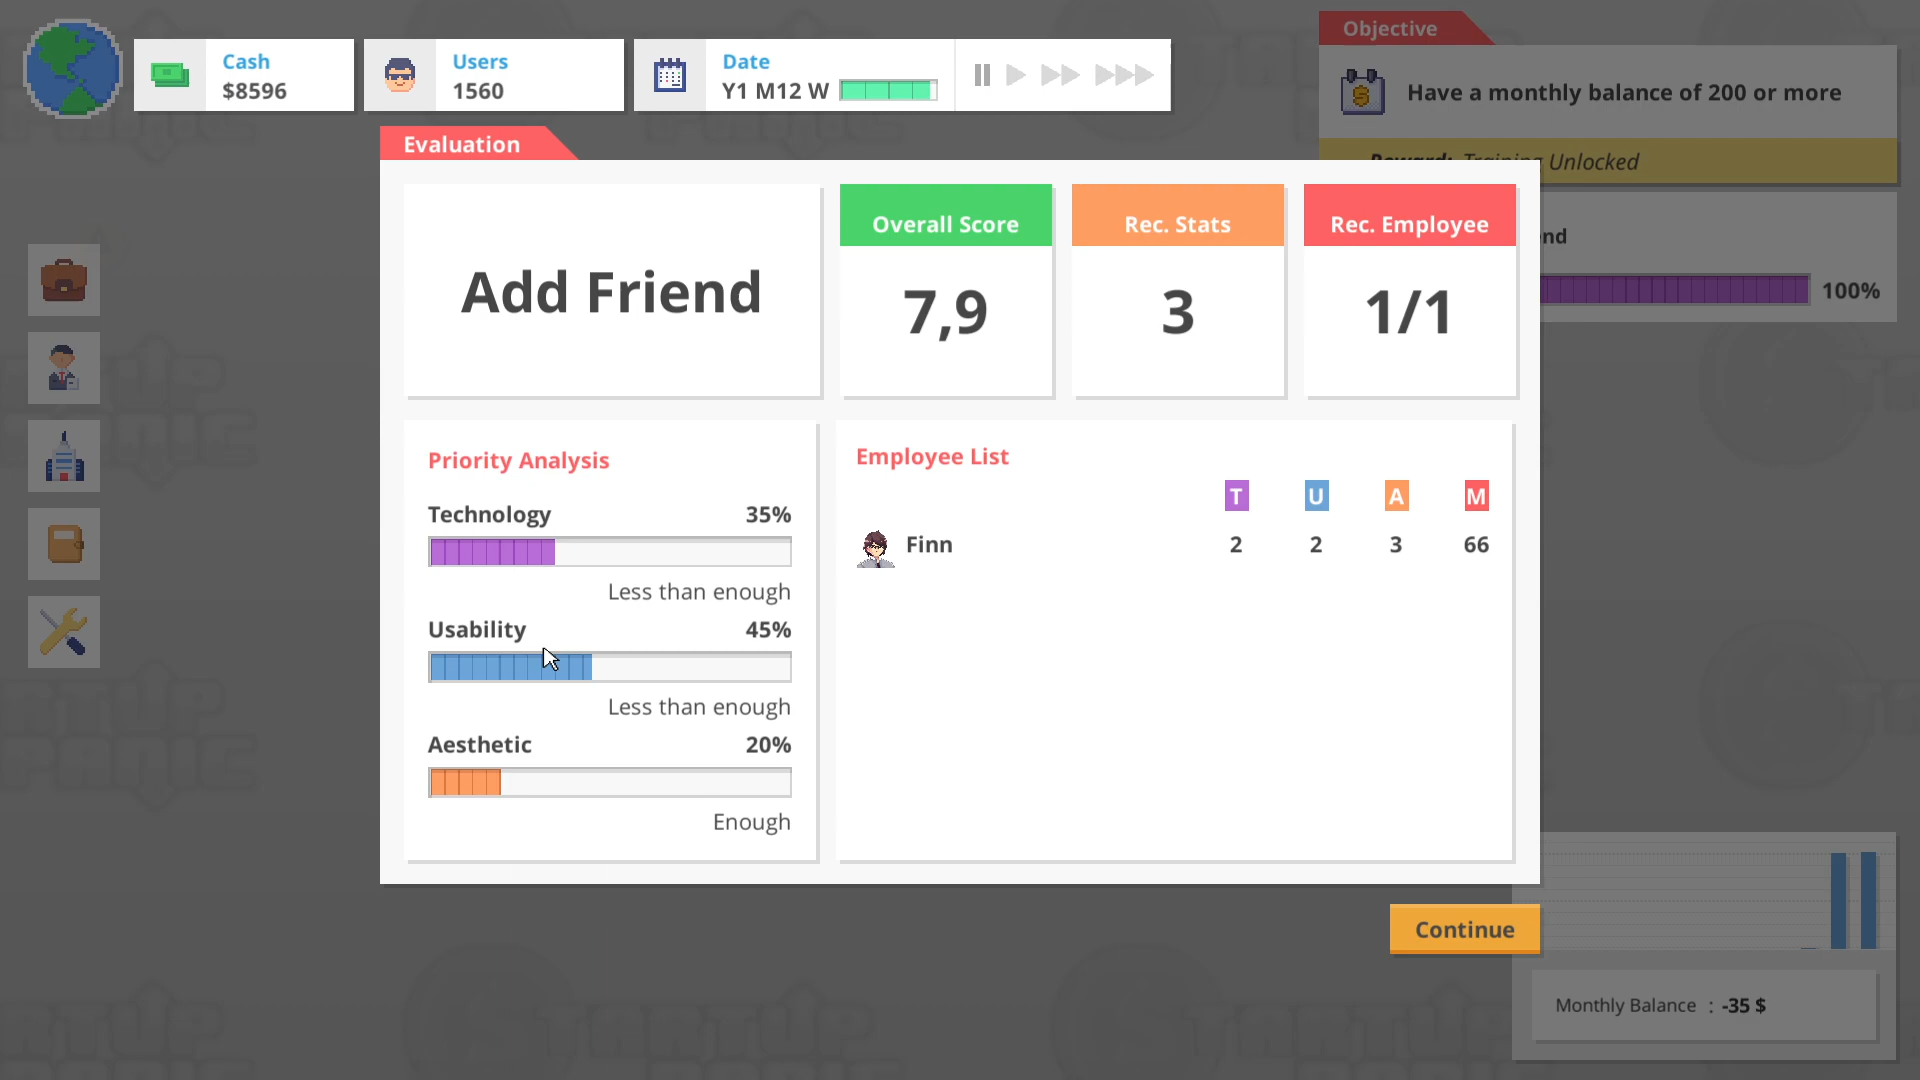 Objective
Cash
$8596
Users
1560
Date
Y1 M12 W
Have a monthly balance of 200 or more
Reward: Training Unlocked
Evaluation
Add Friend
Overall Score
7,9
Rec. Stats
3
Rec. Employee
1/1
nd
100%
Priority Analysis
Technology 35%
Less than enough
Usability 45%
Less than enough
Aesthetic 20%
Enough
Employee List
T U A M
Finn 2 2 3 66
Continue
Monthly Balance : -35 $